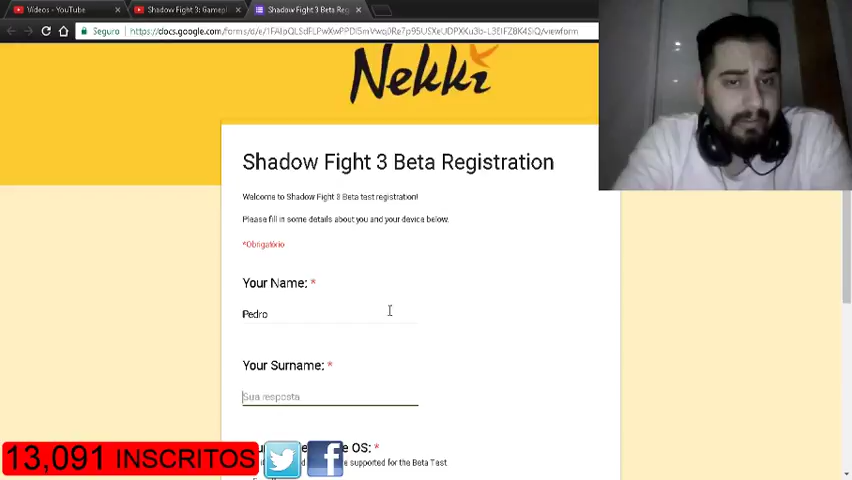 Videos - YouTube
Shadow Fight 3: Gamepl
Shadow Fight 3 Beta Reg
Seguro
Nekki
Shadow Fight 3 Beta Registration
Welcome to Shadow Fight 3 Beta test registration!
Please fill in some details about you and your device below.
*Obrigatório
Your Name: *
Pedro
Your Surname: *
Sua resposta
OS: *
are supported for the Beta Test
13,091 INSCRITOS